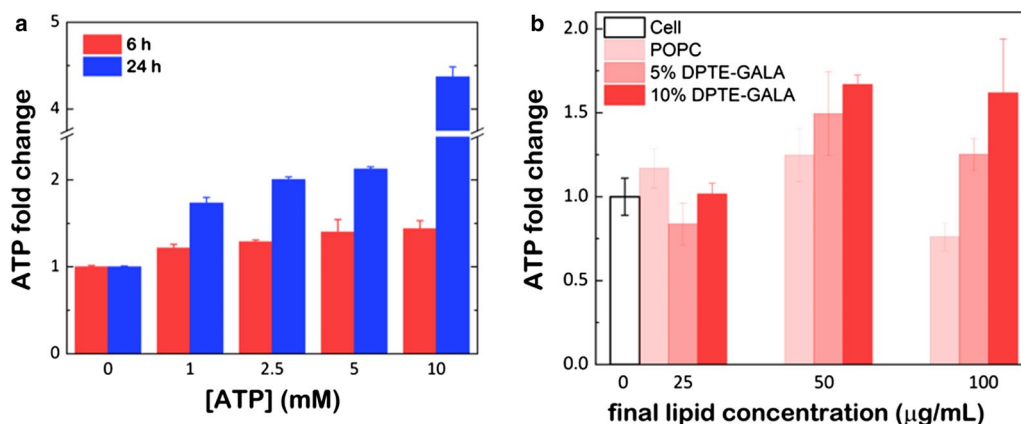 a
ATP fold change
5
4
2
1
0
6 h
24 h
0 1 2.5 5 10
[ATP] (mM)
b
ATP fold change
2.0
1.5
1.0
0.5
0.0
Cell
POPC
5% DPTE-GALA
10% DPTE-GALA
0 25 50 100
final lipid concentration (μg/mL)